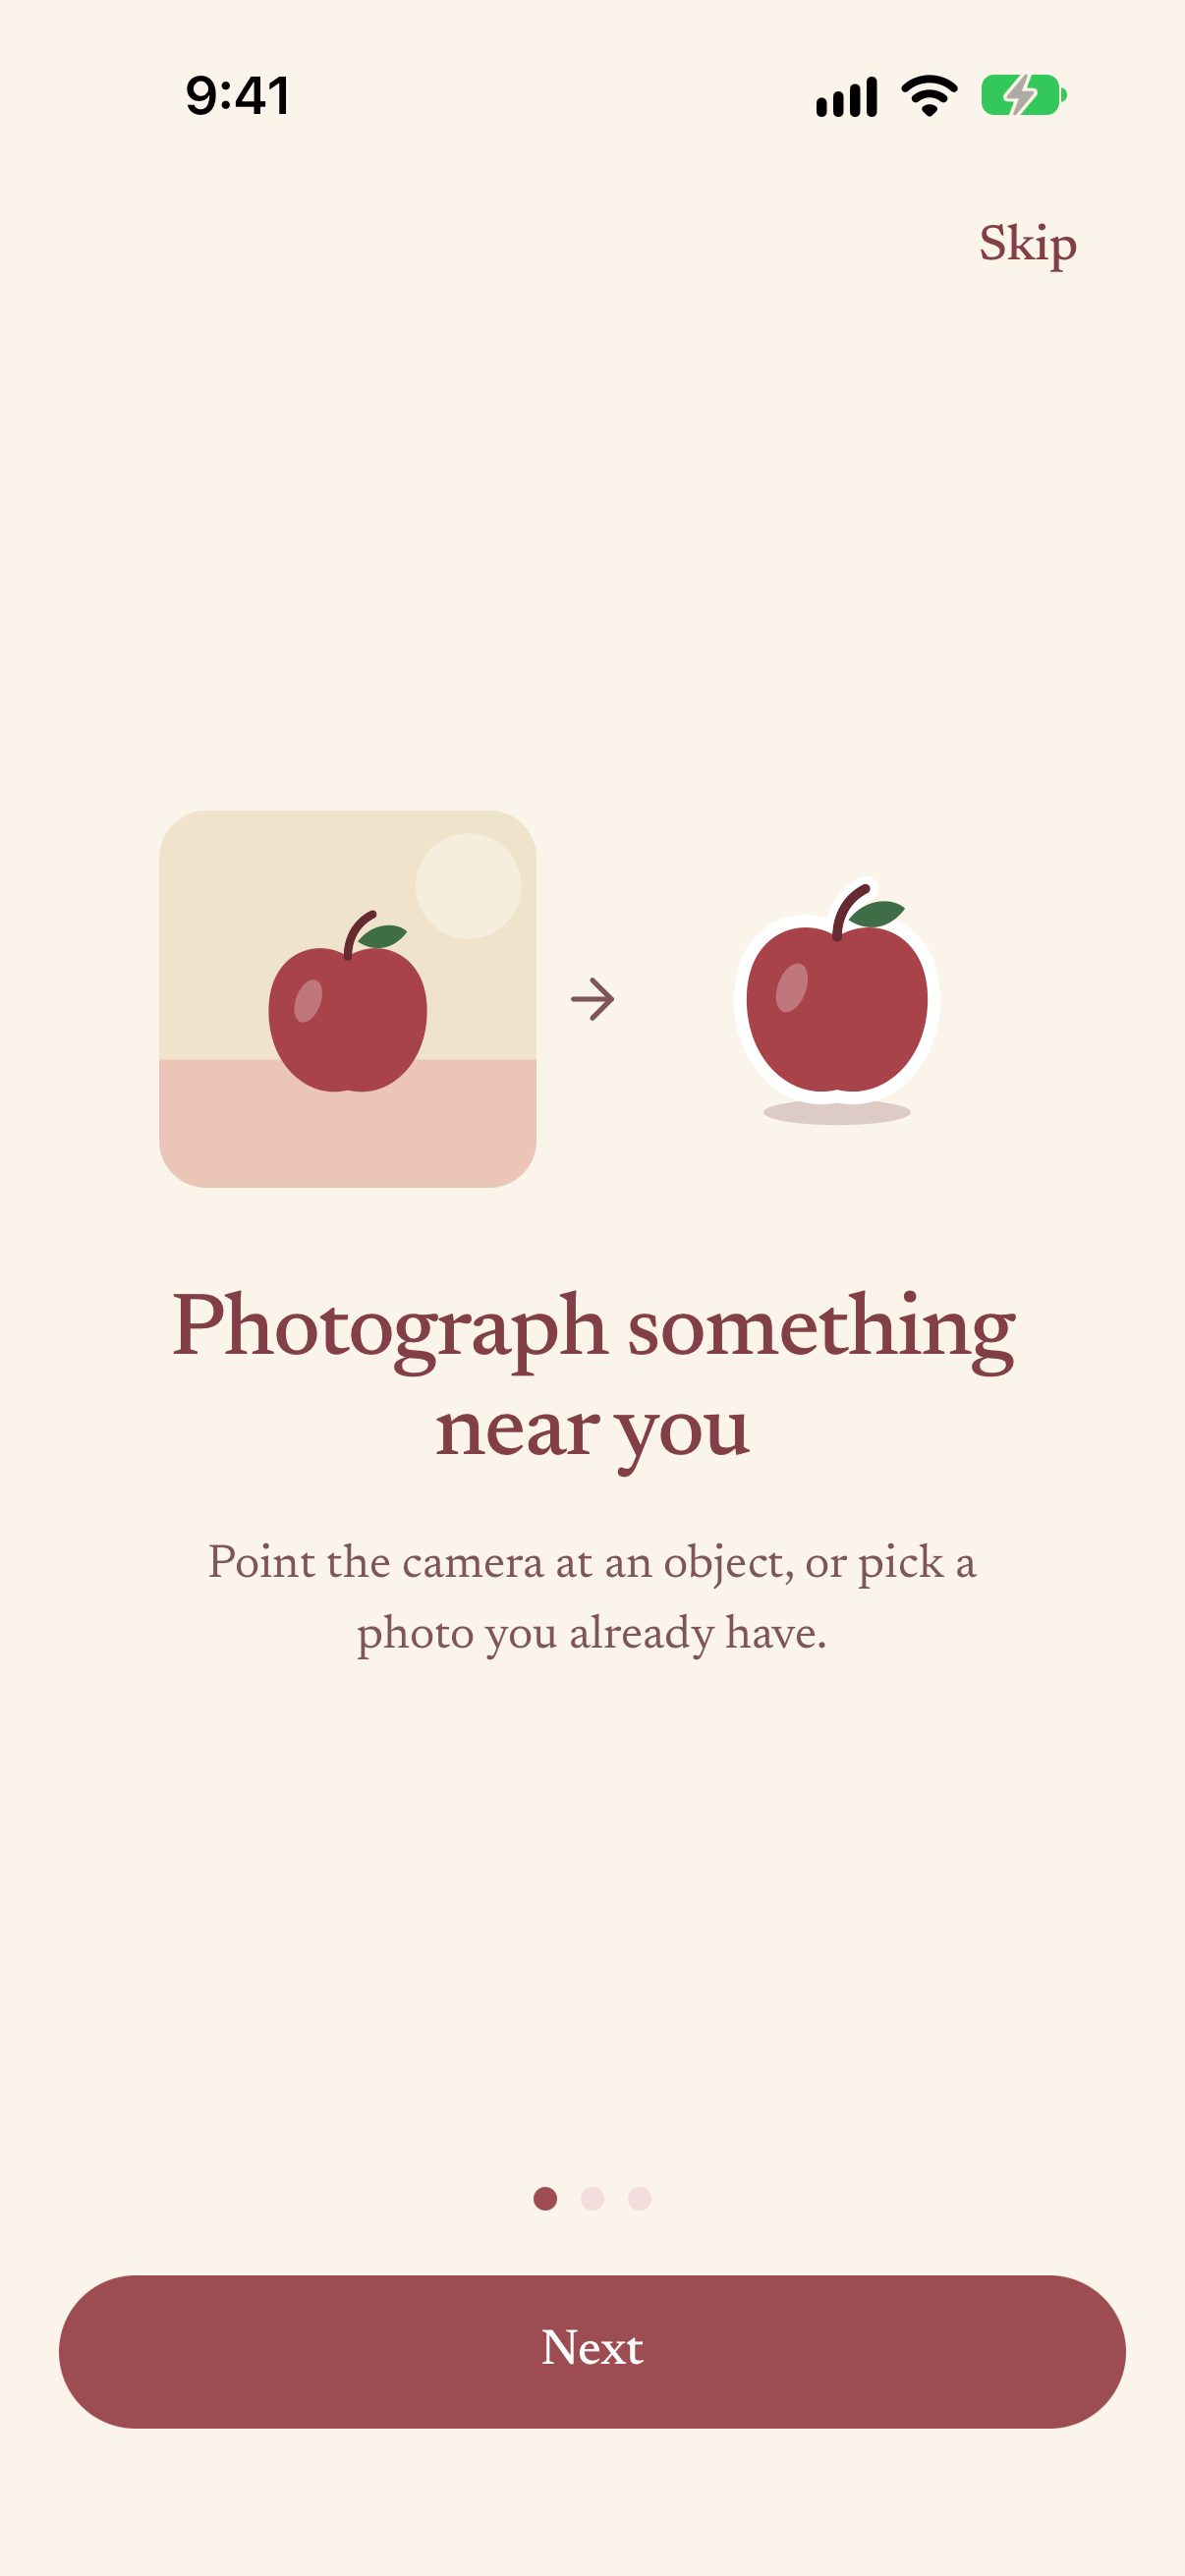 9:41
Skip
Photograph something
near you
Point the camera at an object, or pick a
photo you already have.
Next